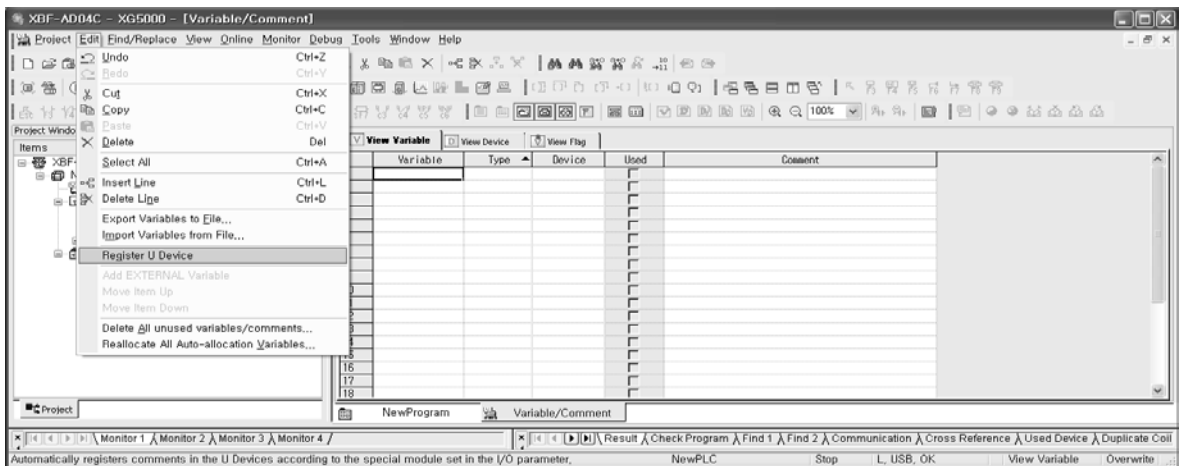 XBF-AD04C - XG5000 - [Variable/Comment]
Project Edit Find/Replace View Online Monitor Debug Tools Window Help
Undo Ctrl+Z
Redo Ctrl+Y
Cut Ctrl+X
Copy Ctrl+C
Paste Ctrl+V
Delete Del
Select All Ctrl+A
Insert Line Ctrl+L
Delete Line Ctrl+D
Export Variables to File...
Import Variables from File...
Register U Device
Add EXTERNAL Variable
Move Item Up
Move Item Down
Delete All unused variables/comments...
Reallocate All Auto-allocation Variables...
100%
Project Windo
Items
XBF-
N
View Variable View Device View Flag
Variable Type Device Used Comment
16
17
18
Project
NewProgram Variable/Comment
Monitor 1 Monitor 2 Monitor 3 Monitor 4
Result Check Program Find 1 Find 2 Communication Cross Reference Used Device Duplicate Coil
Automatically registers comments in the U Devices according to the special module set in the I/O parameter. NewPLC Stop L, USB, OK View Variable Overwrite